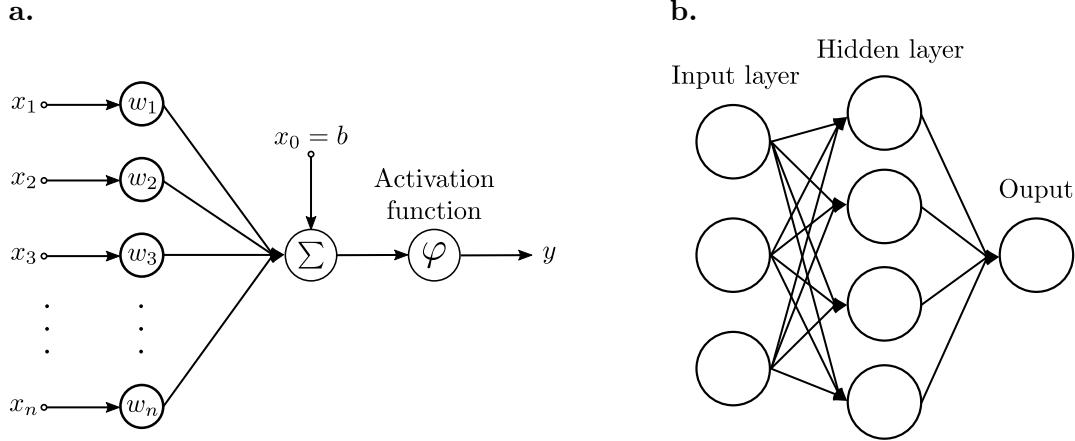 a.
x₁
w₁
x₂
w₂
x₃
w₃
xₙ
wₙ
x₀ = b
Σ
Activation
function
φ
y
b.
Input layer
Hidden layer
Ouput